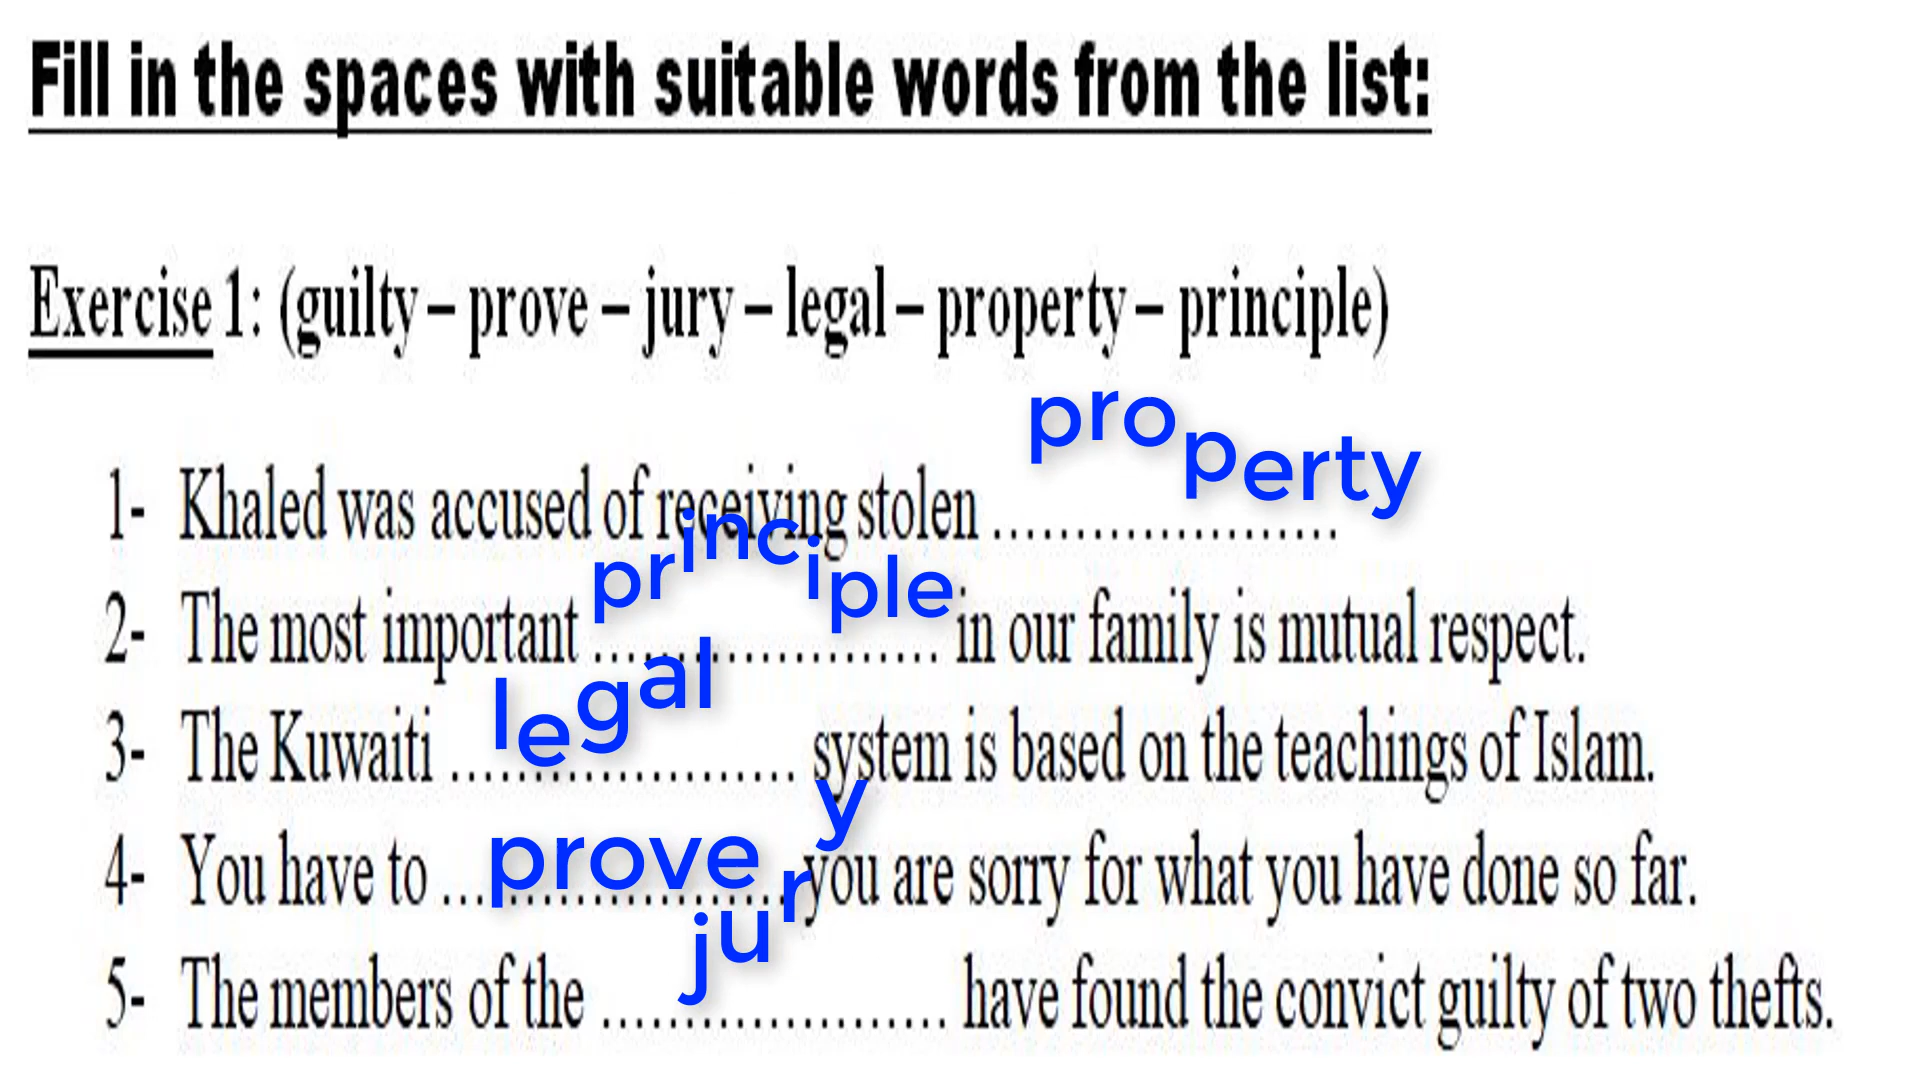 Fill in the spaces with suitable words from the list:
Exercise 1: (guilty – prove – jury – legal – property – principle)
property
1- Khaled was accused of receiving stolen .....................
principle
2- The most important ..................... in our family is mutual respect.
legal
3- The Kuwaiti ..................... system is based on the teachings of Islam.
prove
4- You have to ..................... you are sorry for what you have done so far.
jury
5- The members of the ..................... have found the convict guilty of two thefts.